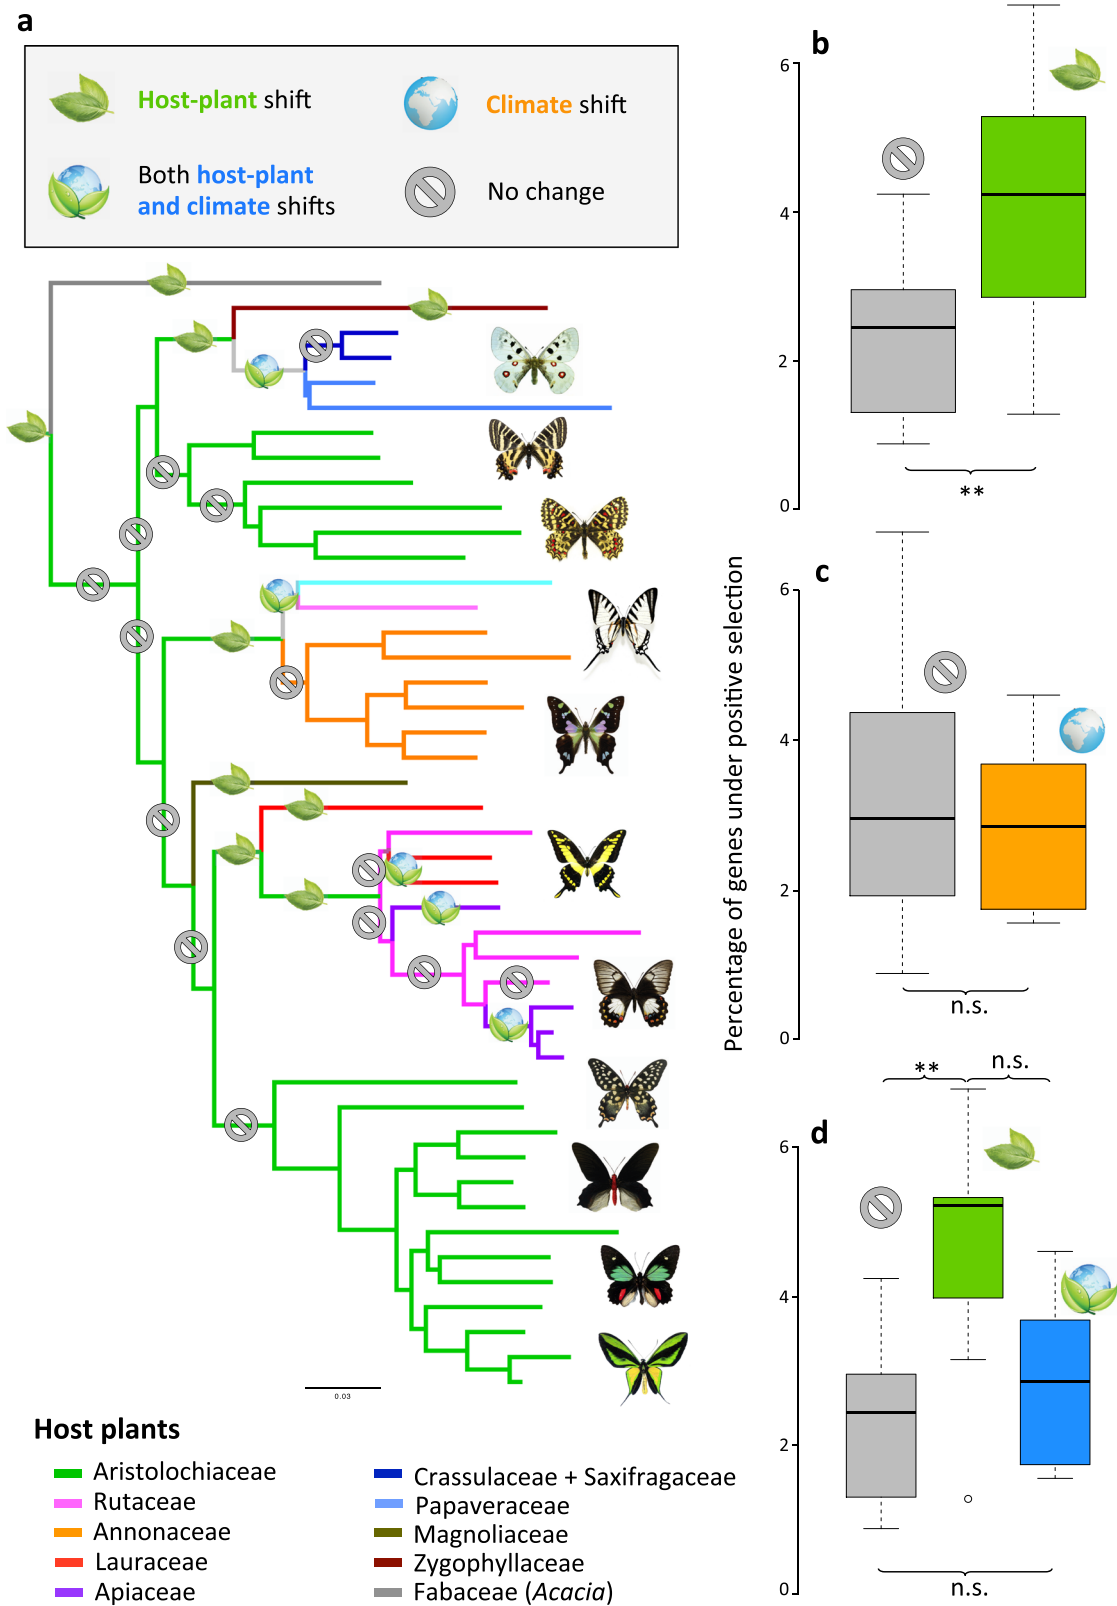 a
Host-plant shift
Climate shift
Both host-plant
and climate shifts
No change
0.03
Host plants
Aristolochiaceae
Rutaceae
Annonaceae
Lauraceae
Apiaceae
Crassulaceae + Saxifragaceae
Papaveraceae
Magnoliaceae
Zygophyllaceae
Fabaceae (Acacia)
Percentage of genes under positive selection
b
6
4
2
0
**
c
6
4
2
0
n.s.
d
** n.s.
6
4
2
0
n.s.